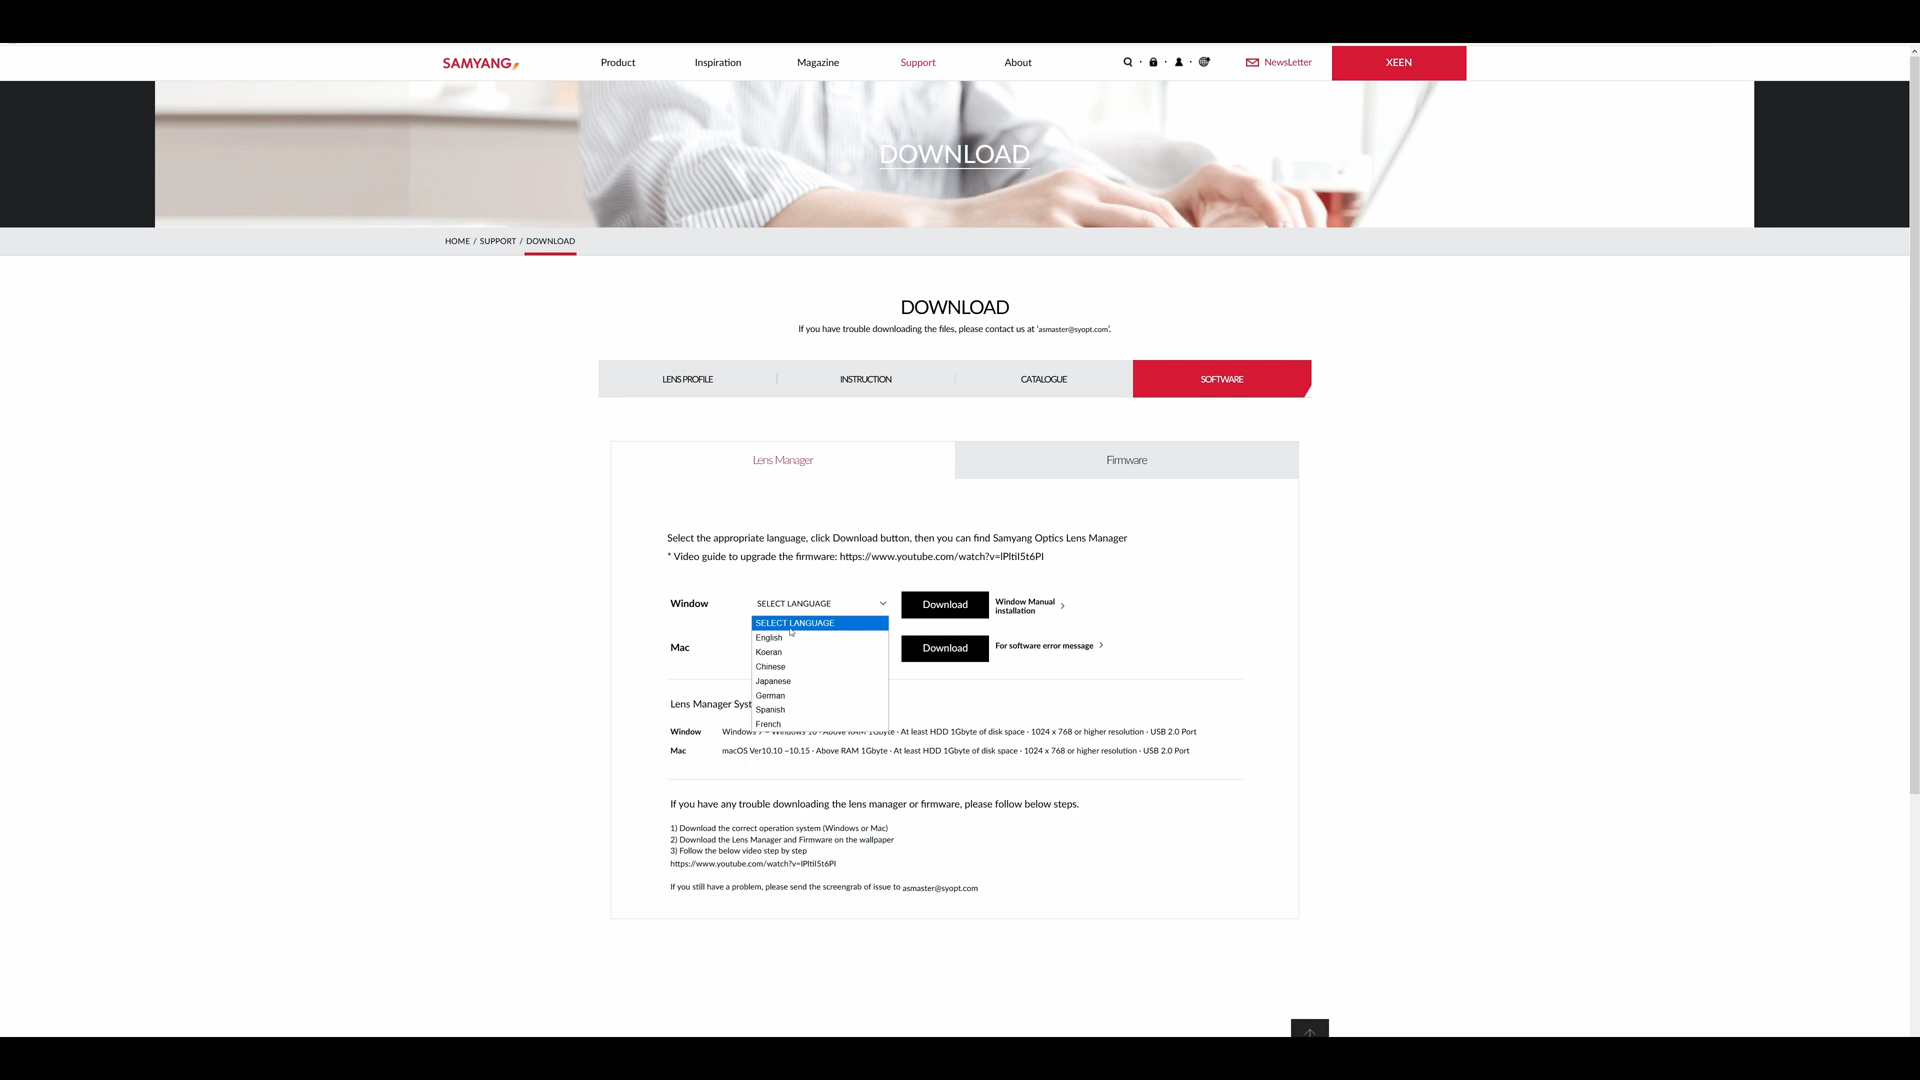 SAMYANG
Product
Inspiration
Magazine
Support
About
NewsLetter
XEEN
DOWNLOAD
HOME / SUPPORT / DOWNLOAD
DOWNLOAD
If you have trouble downloading the files, please contact us at 'asmaster@syopt.com'.
LENS PROFILE
INSTRUCTION
CATALOGUE
SOFTWARE
Lens Manager
Firmware
Select the appropriate language, click Download button, then you can find Samyang Optics Lens Manager
* Video guide to upgrade the firmware: https://www.youtube.com/watch?v=lPltiI5t6PI
Window
SELECT LANGUAGE
Download
Window Manual
installation
SELECT LANGUAGE
English
Koeran
Chinese
Japanese
German
Spanish
French
Mac
Download
For software error message
Lens Manager Syst
Window
Windows 7 ~ Windows 10 · Above RAM 1Gbyte · At least HDD 1Gbyte of disk space · 1024 x 768 or higher resolution · USB 2.0 Port
Mac
macOS Ver10.10 ~10.15 · Above RAM 1Gbyte · At least HDD 1Gbyte of disk space · 1024 x 768 or higher resolution · USB 2.0 Port
If you have any trouble downloading the lens manager or firmware, please follow below steps.
1) Download the correct operation system (Windows or Mac)
2) Download the Lens Manager and Firmware on the wallpaper
3) Follow the below video step by step
https://www.youtube.com/watch?v=lPltiI5t6PI
If you still have a problem, please send the screengrab of issue to asmaster@syopt.com